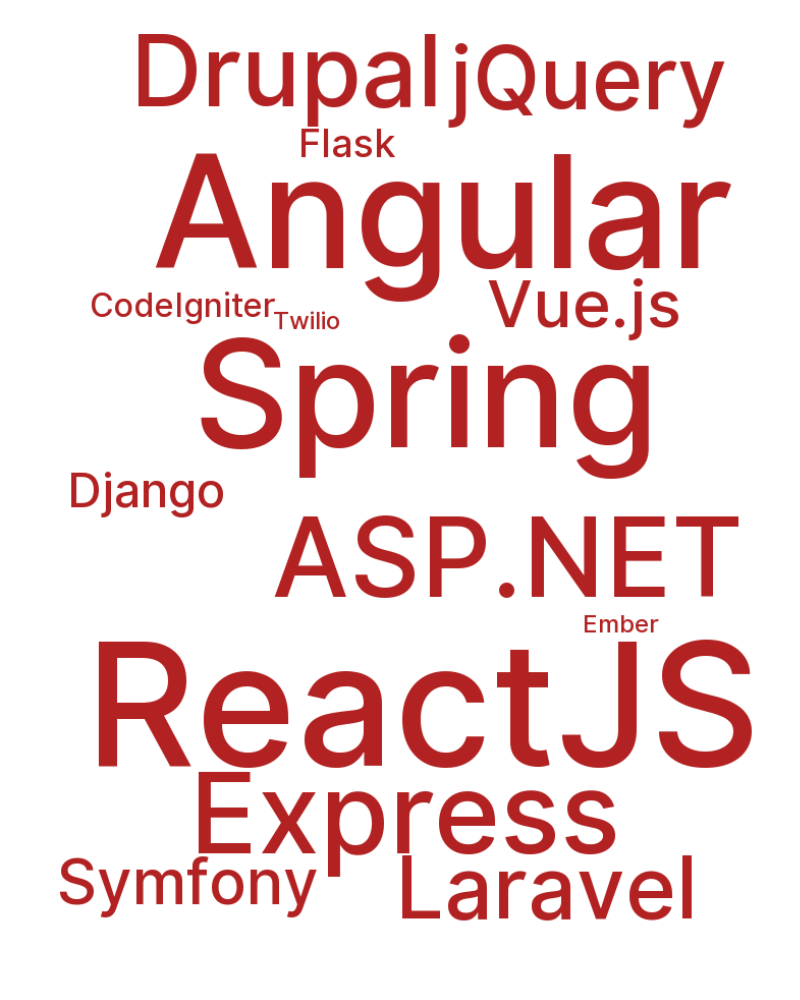 Drupal jQuery
Flask
Angular
CodeIgniter Twilio Vue.js
Spring
Django
ASP.NET
Ember
ReactJS
Express
Symfony Laravel